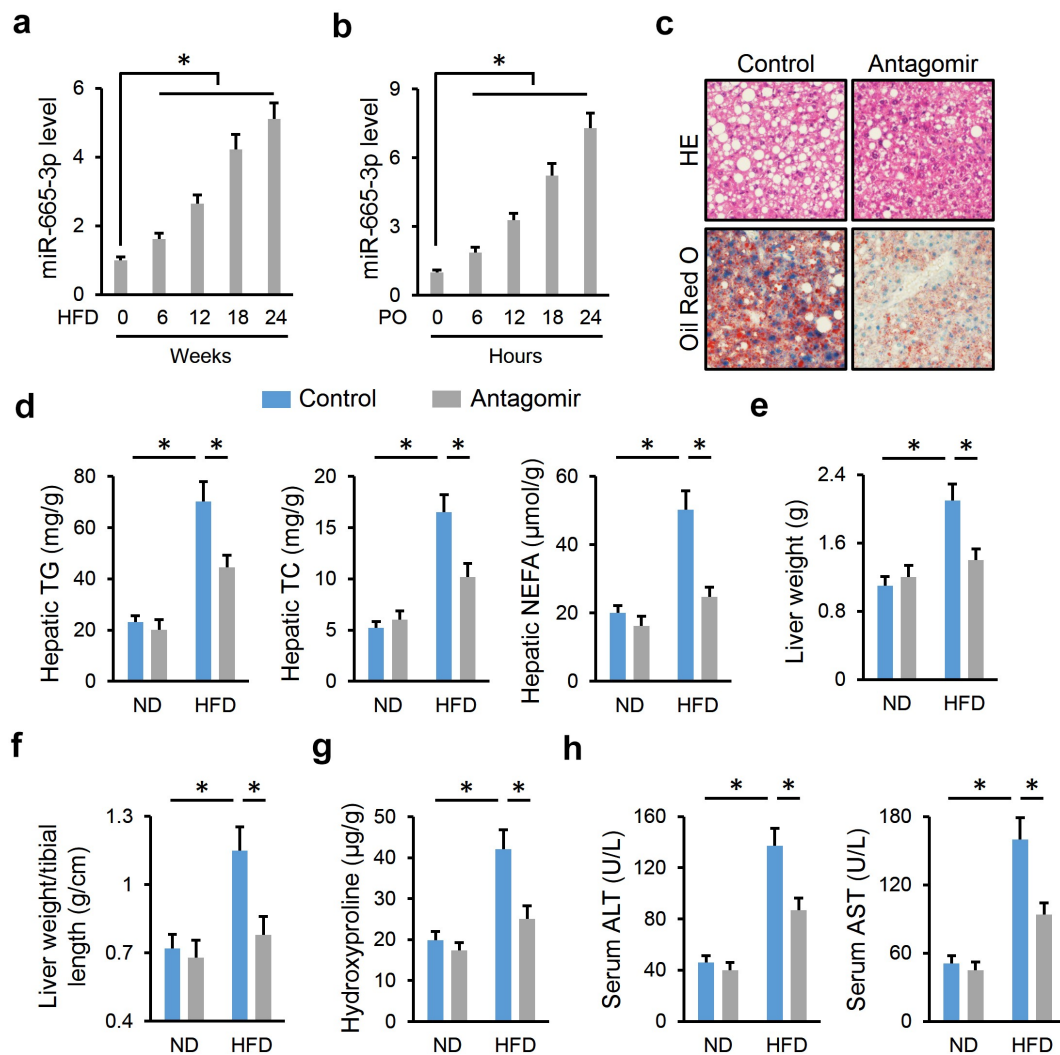 a
*
miR-665-3p level
6
4
2
0
HFD 0 6 12 18 24
Weeks
b
*
miR-665-3p level
9
6
3
0
PO 0 6 12 18 24
Hours
c
Control Antagomir
HE
Oil Red O
Control Antagomir
d
* *
Hepatic TG (mg/g)
80
60
40
20
0
ND HFD
* *
Hepatic TC (mg/g)
20
15
10
5
0
ND HFD
* *
Hepatic NEFA (μmol/g)
60
40
20
0
ND HFD
e
* *
Liver weight (g)
2.4
1.6
0.8
0
ND HFD
f
* *
Liver weight/tibial
length (g/cm)
1.3
1
0.7
0.4
ND HFD
g
* *
Hydroxyproline (μg/g)
50
40
30
20
10
0
ND HFD
h
* *
Serum ALT (U/L)
160
120
80
40
0
ND HFD
* *
Serum AST (U/L)
180
120
60
0
ND HFD